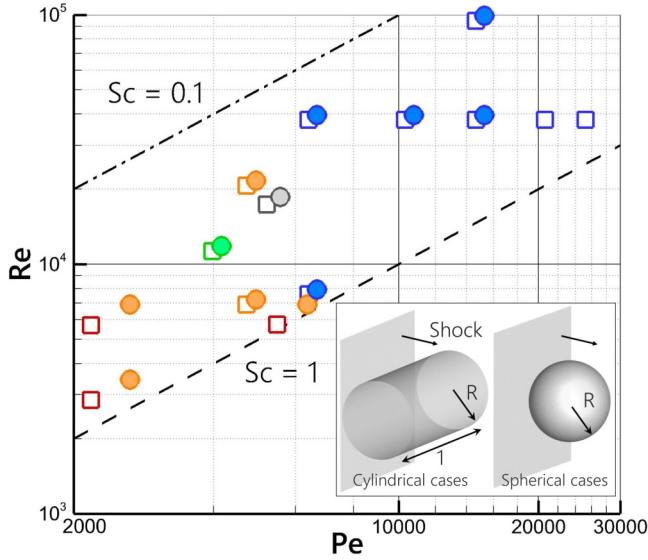 10⁵
Sc = 0.1
Re
10⁴
Sc = 1
Shock
R
R
1
Cylindrical cases
Spherical cases
10³
2000
10000
20000
30000
Pe